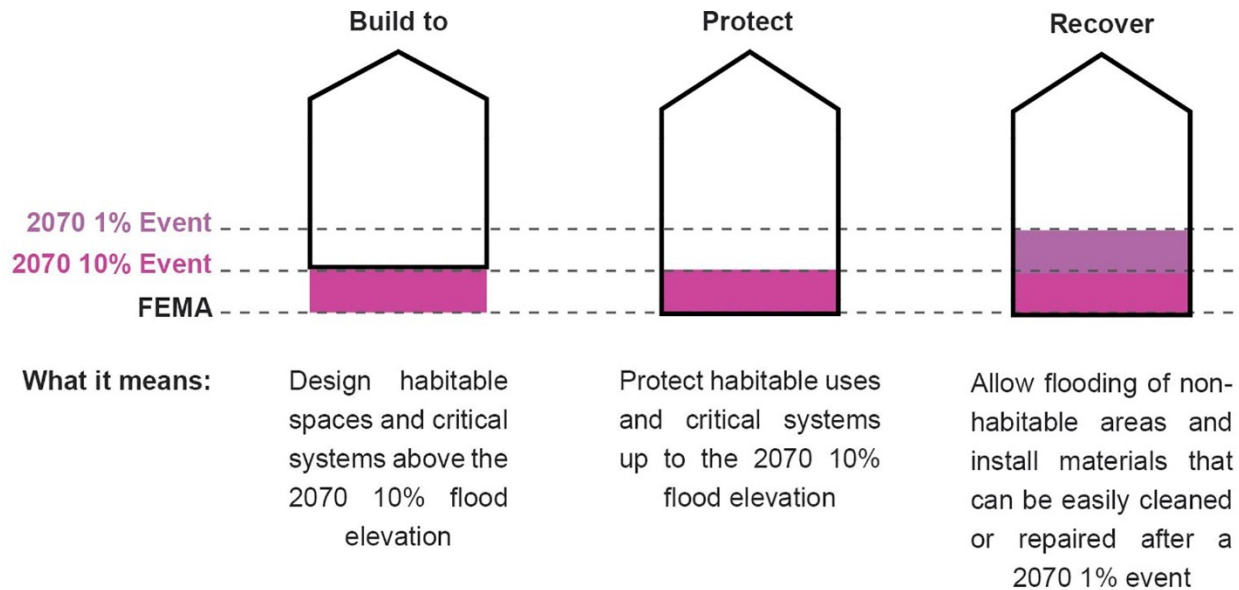 Build to
Protect
Recover
2070 1% Event
2070 10% Event
FEMA
What it means:
Design habitable
spaces and critical
systems above the
2070 10% flood
elevation
Protect habitable uses
and critical systems
up to the 2070 10%
flood elevation
Allow flooding of non-
habitable areas and
install materials that
can be easily cleaned
or repaired after a
2070 1% event